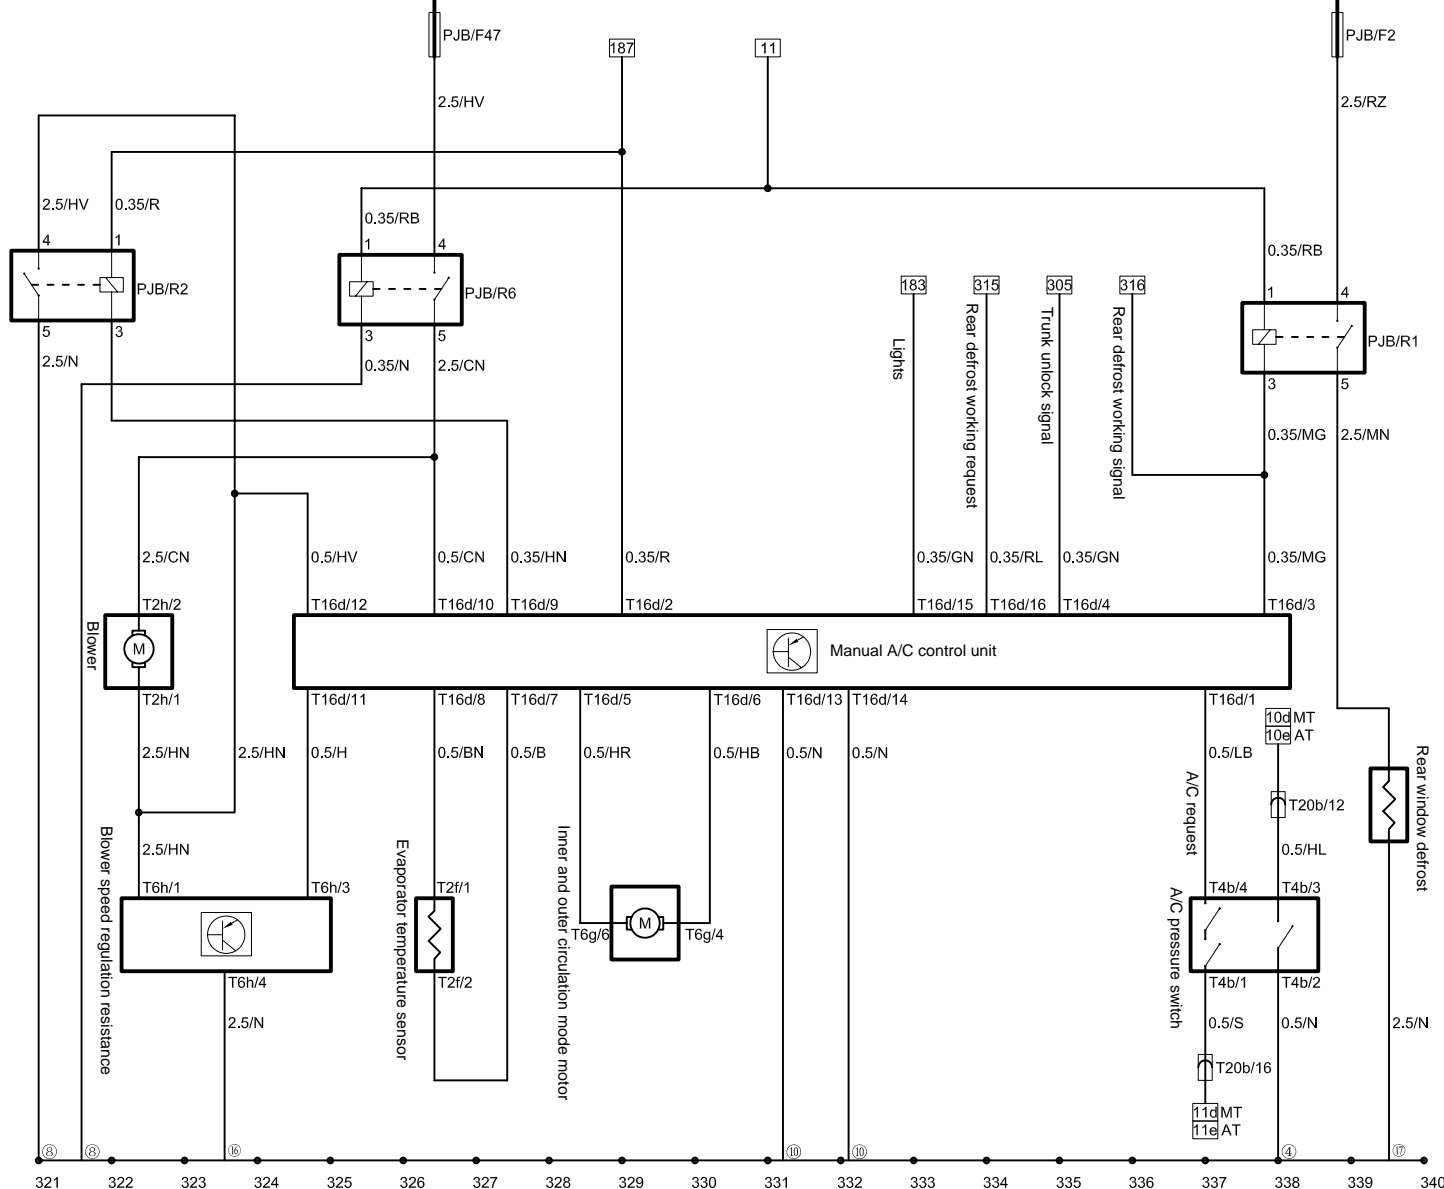 PJB/F47
PJB/F2
187
11
2.5/HV
2.5/RZ
2.5/HV
0.35/R
0.35/RB
0.35/RB
4
1
1
4
1
4
PJB/R2
PJB/R6
PJB/R1
183
315
305
316
5
3
3
5
3
5
2.5/N
0.35/N
2.5/CN
Lights
Rear defrost working request
Trunk unlock signal
Rear defrost working signal
0.35/MG
2.5/MN
2.5/CN
0.5/HV
0.5/CN
0.35/HN
0.35/R
0.35/GN
0.35/RL
0.35/GN
0.35/MG
T2h/2
T16d/12
T16d/10
T16d/9
T16d/2
T16d/15
T16d/16
T16d/4
T16d/3
Blower
M
Manual A/C control unit
T2h/1
T16d/11
T16d/8
T16d/7
T16d/5
T16d/6
T16d/13
T16d/14
T16d/1
10d MT
10e AT
2.5/HN
2.5/HN
0.5/H
0.5/BN
0.5/B
0.5/HR
0.5/HB
0.5/N
0.5/N
0.5/LB
A/C request
Rear window defrost
T20b/12
2.5/HN
0.5/HL
Blower speed regulation resistance
Evaporator temperature sensor
Inner and outer circulation mode motor
A/C pressure switch
T6h/1
T6h/3
T2f/1
T4b/4
T4b/3
T6g/6
M
T6g/4
T6h/4
T2f/2
T4b/1
T4b/2
2.5/N
0.5/S
0.5/N
2.5/N
T20b/16
11d MT
11e AT
⑧
⑧
⑯
⑩
⑩
④
⑰
321
322
323
324
325
326
327
328
329
330
331
332
333
334
335
336
337
338
339
340